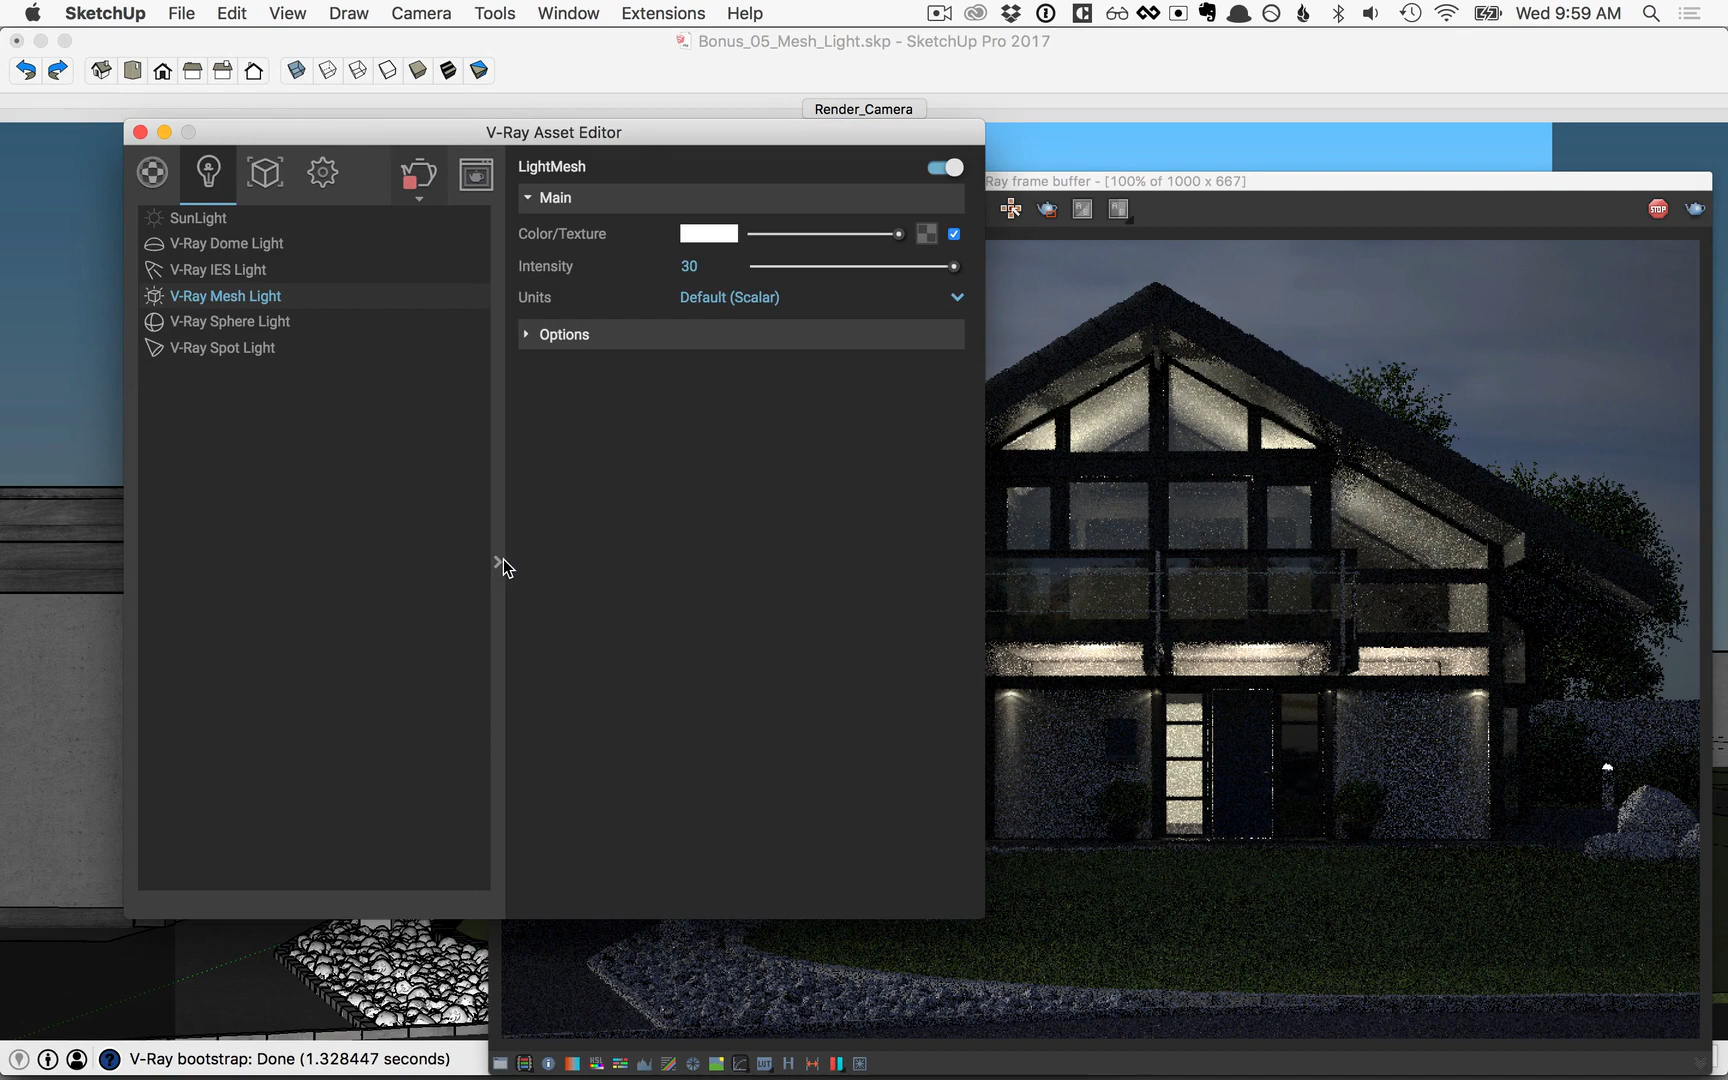 SketchUp File Edit View Draw Camera Tools Window Extensions Help Wed 9:59 AM
Bonus_05_Mesh_Light.skp - SketchUp Pro 2017
Render_Camera
V-Ray Asset Editor
LightMesh
Ray frame buffer - [100% of 1000 x 667]
Main
STOP
SunLight
Color/Texture
V-Ray Dome Light
V-Ray IES Light
Intensity 30
V-Ray Mesh Light
Units Default (Scalar)
V-Ray Sphere Light
Options
V-Ray Spot Light
V-Ray bootstrap: Done (1.328447 seconds)
HSL
LUT
H